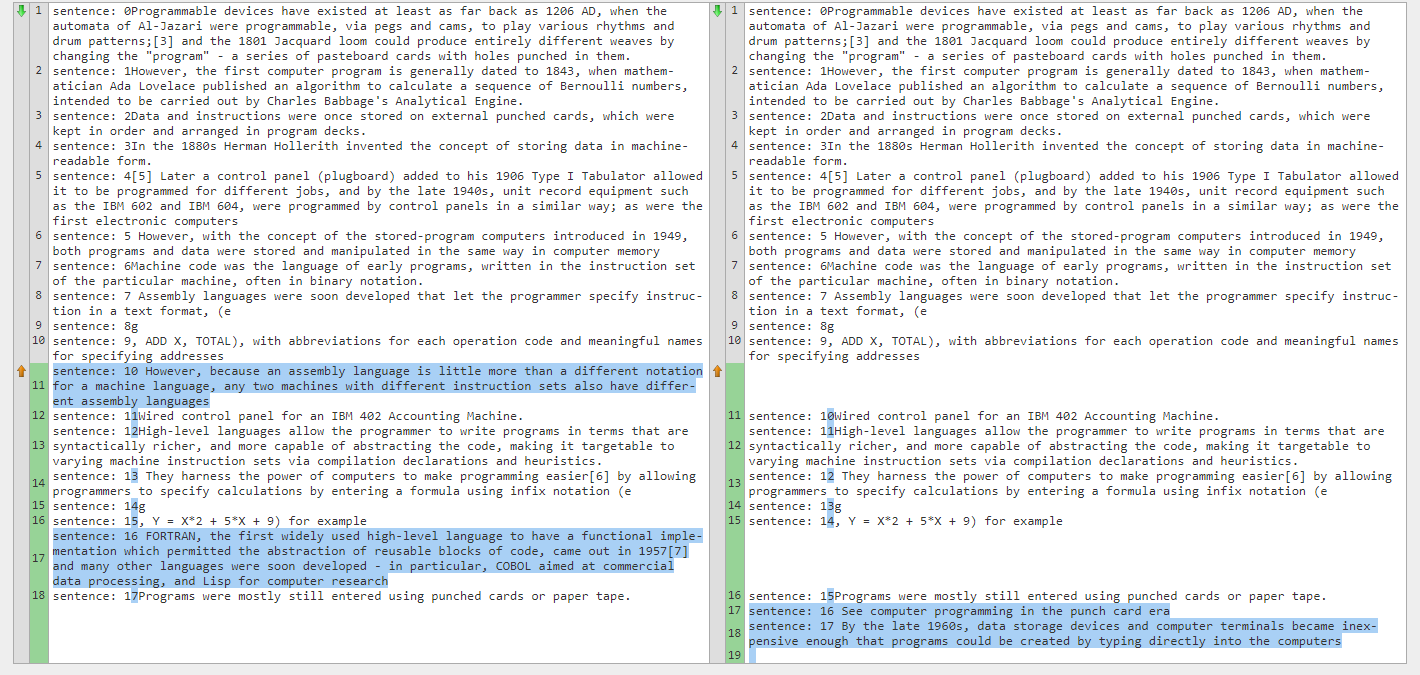 1 sentence: 0Programmable devices have existed at least as far back as 1206 AD, when the
automata of Al-Jazari were programmable, via pegs and cams, to play various rhythms and
drum patterns;[3] and the 1801 Jacquard loom could produce entirely different weaves by
changing the "program" - a series of pasteboard cards with holes punched in them.
2 sentence: 1However, the first computer program is generally dated to 1843, when mathem-
atician Ada Lovelace published an algorithm to calculate a sequence of Bernoulli numbers,
intended to be carried out by Charles Babbage's Analytical Engine.
3 sentence: 2Data and instructions were once stored on external punched cards, which were
kept in order and arranged in program decks.
4 sentence: 3In the 1880s Herman Hollerith invented the concept of storing data in machine-
readable form.
5 sentence: 4[5] Later a control panel (plugboard) added to his 1906 Type I Tabulator allowed
it to be programmed for different jobs, and by the late 1940s, unit record equipment such
as the IBM 602 and IBM 604, were programmed by control panels in a similar way; as were the
first electronic computers
6 sentence: 5 However, with the concept of the stored-program computers introduced in 1949,
both programs and data were stored and manipulated in the same way in computer memory
7 sentence: 6Machine code was the language of early programs, written in the instruction set
of the particular machine, often in binary notation.
8 sentence: 7 Assembly languages were soon developed that let the programmer specify instruc-
tion in a text format, (e
9 sentence: 8g
10 sentence: 9, ADD X, TOTAL), with abbreviations for each operation code and meaningful names
for specifying addresses
sentence: 10 However, because an assembly language is little more than a different notation
11 for a machine language, any two machines with different instruction sets also have differ-
ent assembly languages
12 sentence: 11Wired control panel for an IBM 402 Accounting Machine.
sentence: 12High-level languages allow the programmer to write programs in terms that are
13 syntactically richer, and more capable of abstracting the code, making it targetable to
varying machine instruction sets via compilation declarations and heuristics.
sentence: 13 They harness the power of computers to make programming easier[6] by allowing
14 programmers to specify calculations by entering a formula using infix notation (e
15 sentence: 14g
16 sentence: 15, Y = X*2 + 5*X + 9) for example
sentence: 16 FORTRAN, the first widely used high-level language to have a functional imple-
mentation which permitted the abstraction of reusable blocks of code, came out in 1957[7]
17 and many other languages were soon developed - in particular, COBOL aimed at commercial
data processing, and Lisp for computer research
18 sentence: 17Programs were mostly still entered using punched cards or paper tape.
1 sentence: 0Programmable devices have existed at least as far back as 1206 AD, when the
automata of Al-Jazari were programmable, via pegs and cams, to play various rhythms and
drum patterns;[3] and the 1801 Jacquard loom could produce entirely different weaves by
changing the "program" - a series of pasteboard cards with holes punched in them.
2 sentence: 1However, the first computer program is generally dated to 1843, when mathem-
atician Ada Lovelace published an algorithm to calculate a sequence of Bernoulli numbers,
intended to be carried out by Charles Babbage's Analytical Engine.
3 sentence: 2Data and instructions were once stored on external punched cards, which were
kept in order and arranged in program decks.
4 sentence: 3In the 1880s Herman Hollerith invented the concept of storing data in machine-
readable form.
5 sentence: 4[5] Later a control panel (plugboard) added to his 1906 Type I Tabulator allowed
it to be programmed for different jobs, and by the late 1940s, unit record equipment such
as the IBM 602 and IBM 604, were programmed by control panels in a similar way; as were the
first electronic computers
6 sentence: 5 However, with the concept of the stored-program computers introduced in 1949,
both programs and data were stored and manipulated in the same way in computer memory
7 sentence: 6Machine code was the language of early programs, written in the instruction set
of the particular machine, often in binary notation.
8 sentence: 7 Assembly languages were soon developed that let the programmer specify instruc-
tion in a text format, (e
9 sentence: 8g
10 sentence: 9, ADD X, TOTAL), with abbreviations for each operation code and meaningful names
for specifying addresses
11 sentence: 10Wired control panel for an IBM 402 Accounting Machine.
sentence: 11High-level languages allow the programmer to write programs in terms that are
12 syntactically richer, and more capable of abstracting the code, making it targetable to
varying machine instruction sets via compilation declarations and heuristics.
sentence: 12 They harness the power of computers to make programming easier[6] by allowing
13 programmers to specify calculations by entering a formula using infix notation (e
14 sentence: 13g
15 sentence: 14, Y = X*2 + 5*X + 9) for example
16 sentence: 15Programs were mostly still entered using punched cards or paper tape.
17 sentence: 16 See computer programming in the punch card era
sentence: 17 By the late 1960s, data storage devices and computer terminals became inex-
18 pensive enough that programs could be created by typing directly into the computers
19